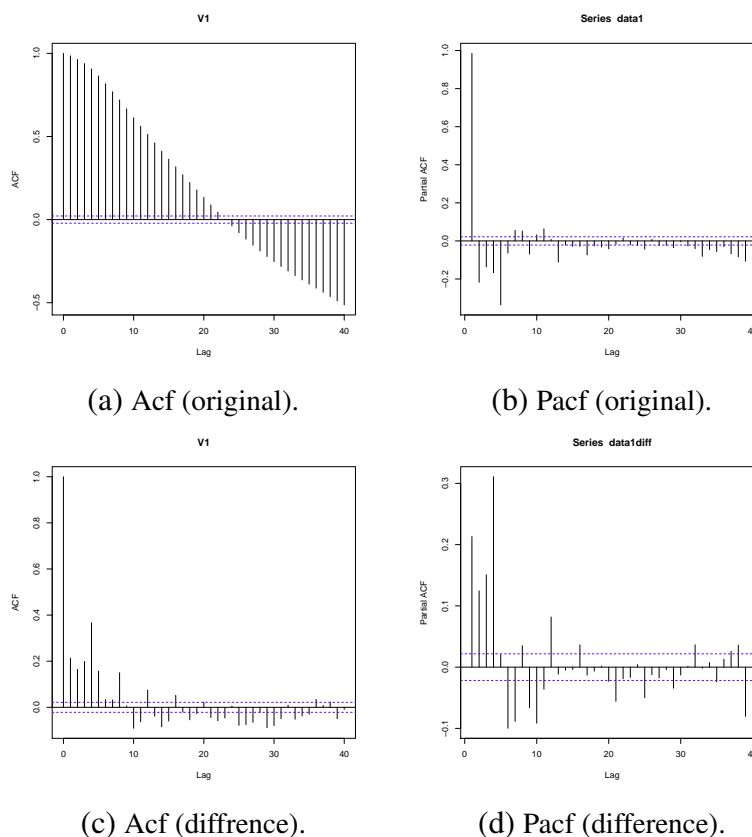 V1
ACF
1.0
0.5
0.0
−0.5
0 10 20 30 40
Lag
(a) Acf (original).
Series data1
Partial ACF
1.0
0.8
0.6
0.4
0.2
0.0
−0.2
0 10 20 30 40
Lag
(b) Pacf (original).
V1
ACF
1.0
0.8
0.6
0.4
0.2
0.0
0 10 20 30 40
Lag
(c) Acf (diffrence).
Series data1diff
Partial ACF
0.3
0.2
0.1
0.0
−0.1
0 10 20 30 40
Lag
(d) Pacf (difference).